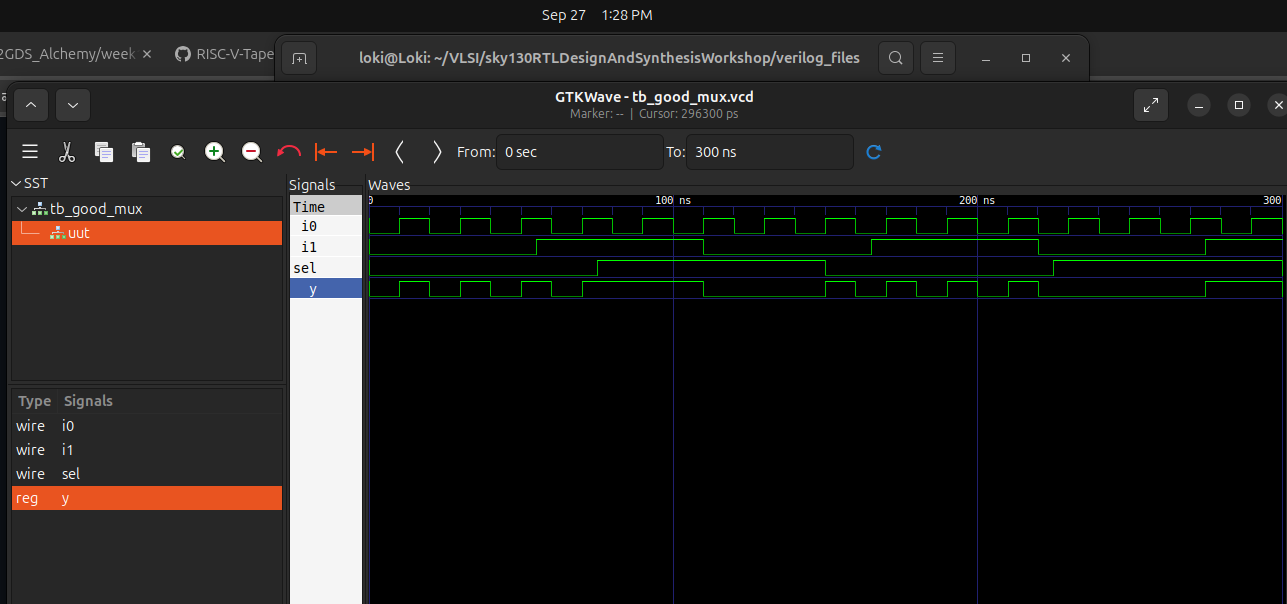 Sep 27 1:28 PM
2GDS_Alchemy/week
RISC-V-Tape
loki@Loki: ~/VLSI/sky130RTLDesignAndSynthesisWorkshop/verilog_files
GTKWave - tb_good_mux.vcd
Marker: -- | Cursor: 296300 ps
From: 0 sec To: 300 ns
SST
tb_good_mux
uut
Type Signals
wire i0
wire i1
wire sel
reg y
Signals
Time
i0
i1
sel
y
Waves
0 100 ns 200 ns 300